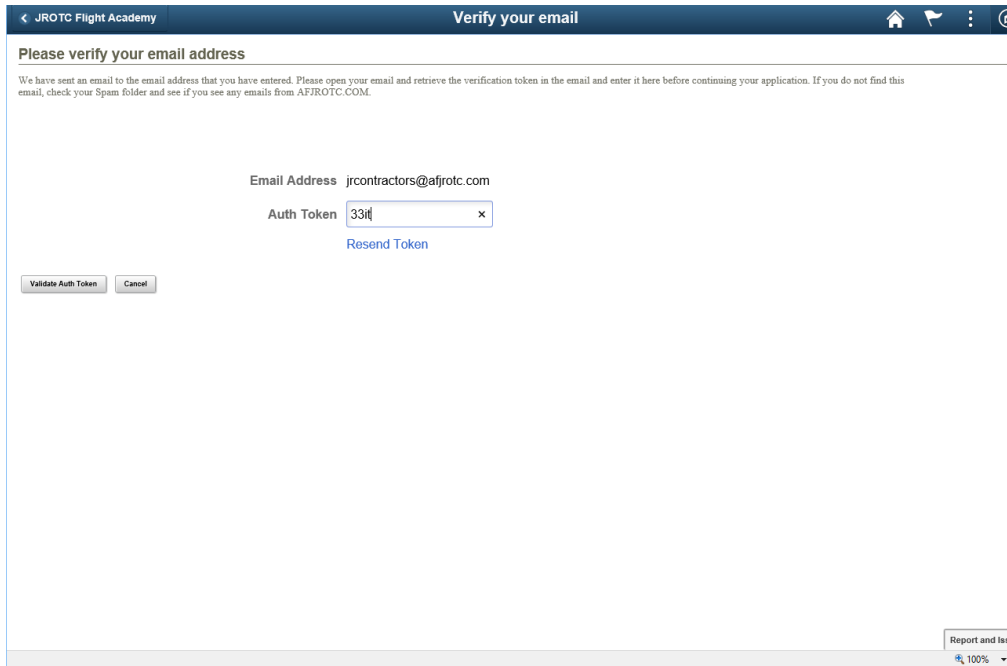 JROTC Flight Academy
Verify your email
Please verify your email address
We have sent an email to the email address that you have entered. Please open your email and retrieve the verification token in the email and enter it here before continuing your application. If you do not find this
email, check your Spam folder and see if you see any emails from AFJROTC.COM.
Email Address jrcontractors@afjrotc.com
Auth Token 33it ×
Resend Token
Validate Auth Token Cancel
Report and Iss
100%